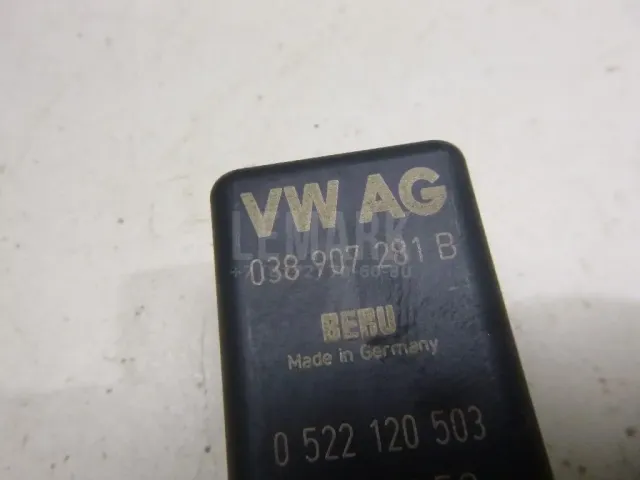 VW AG
038 907 281 B
BERU
Made in Germany
0 522 120 503